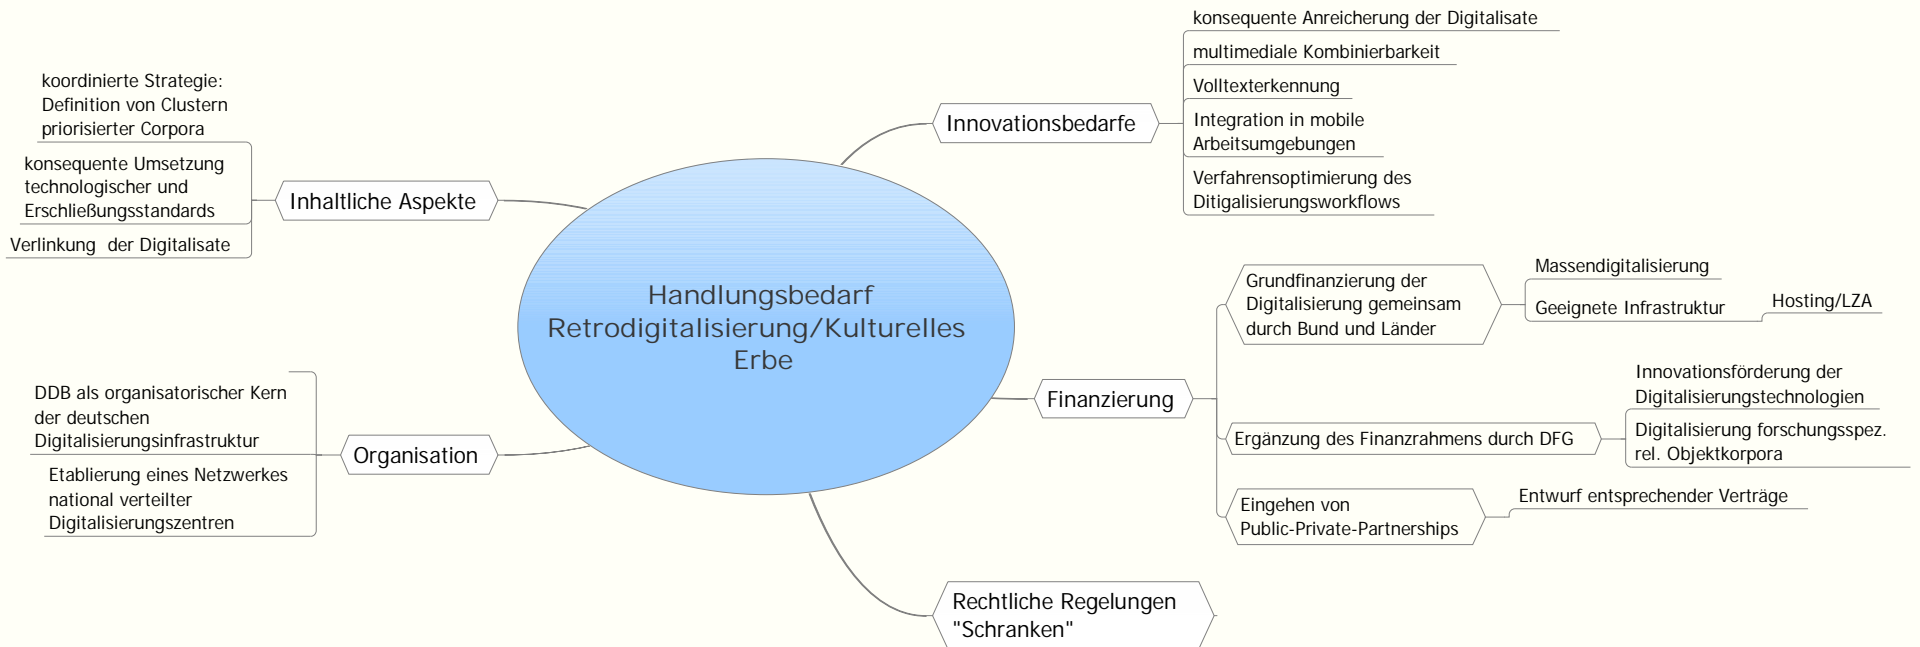 Handlungsbedarf
Retrodigitalisierung/Kulturelles
Erbe
Innovationsbedarfe
konsequente Anreicherung der Digitalisate
multimediale Kombinierbarkeit
Volltexterkennung
Integration in mobile
Arbeitsumgebungen
Verfahrensoptimierung des
Ditigalisierungsworkflows
Finanzierung
Grundfinanzierung der
Digitalisierung gemeinsam
durch Bund und Länder
Massendigitalisierung
Geeignete Infrastruktur
Hosting/LZA
Ergänzung des Finanzrahmens durch DFG
Innovationsförderung der
Digitalisierungstechnologien
Digitalisierung forschungsspez.
rel. Objektkorpora
Eingehen von
Public-Private-Partnerships
Entwurf entsprechender Verträge
Rechtliche Regelungen
"Schranken"
Organisation
DDB als organisatorischer Kern
der deutschen
Digitalisierungsinfrastruktur
Etablierung eines Netzwerkes
national verteilter
Digitalisierungszentren
Inhaltliche Aspekte
koordinierte Strategie:
Definition von Clustern
priorisierter Corpora
konsequente Umsetzung
technologischer und
Erschließungsstandards
Verlinkung  der Digitalisate